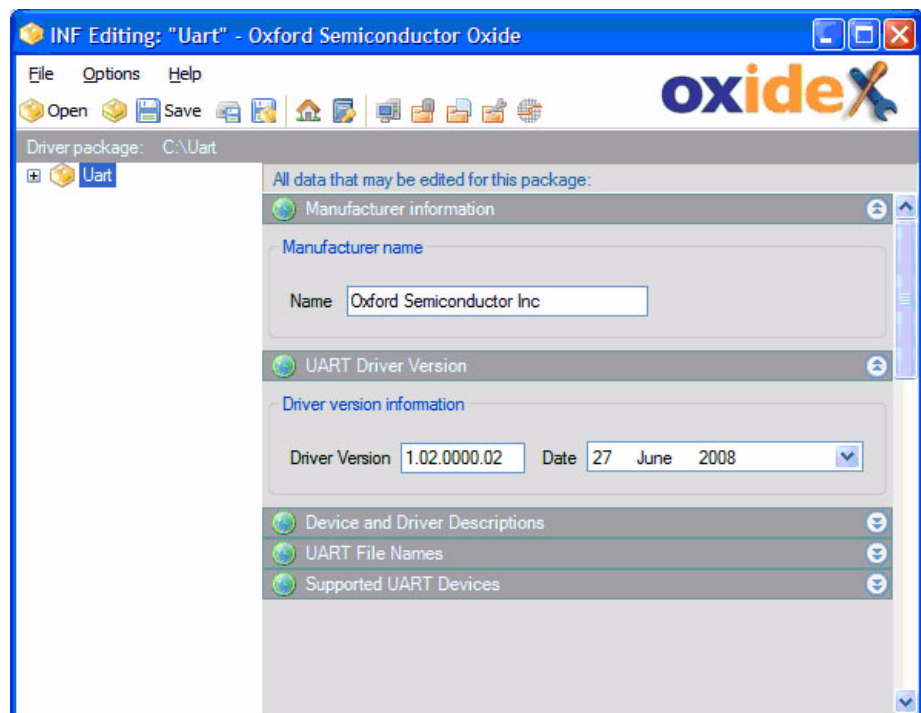 INF Editing: "Uart" - Oxford Semiconductor Oxide
File Options Help
oxide
Open Save
Driver package: C:\Uart
Uart
All data that may be edited for this package:
Manufacturer information
Manufacturer name
Name Oxford Semiconductor Inc
UART Driver Version
Driver version information
Driver Version 1.02.0000.02 Date 27 June 2008
Device and Driver Descriptions
UART File Names
Supported UART Devices